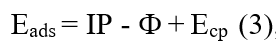 Eads = IP - Φ + Ecp (3).